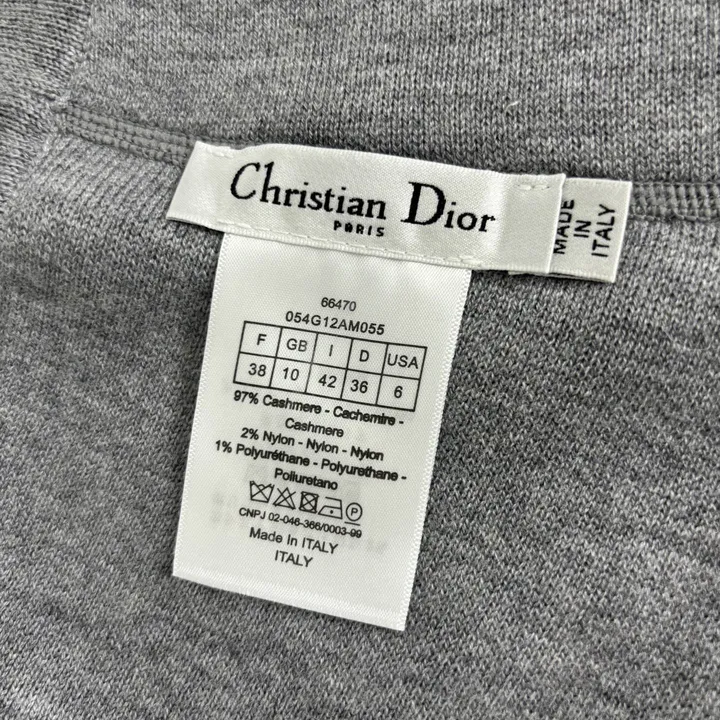 Christian Dior
PARIS
MADE
IN
ITALY
66470
054G12AM055
F GB I D USA
38 10 42 36 6
97% Cashmere - Cachemire -
Cashmere
2% Nylon - Nylon - Nylon
1% Polyuréthane - Polyurethane -
Poliuretano
P
CNPJ 02-046-366/0003-99
Made In ITALY
ITALY